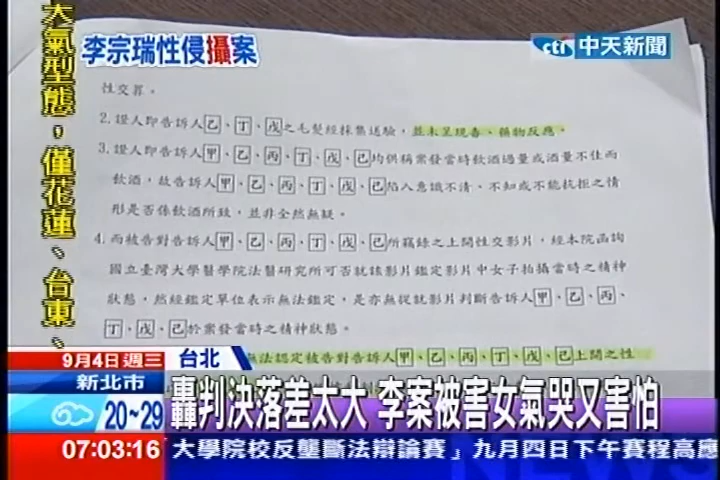 大氣型態，僅花蓮、台東、
李宗瑞性侵攝案
cti 中天新聞
性交罪。
2. 證人即告訴人己、丁、戊之毛髮經採集送驗，並未呈現毒、藥物反應。
3. 證人即告訴人甲、乙、丙、丁、戊、己均供稱案發當時飲酒過量或酒量不佳而
飲酒，故告訴人甲、乙、丙、丁、戊、己陷入意識不清、不知或不能抗拒之情
形是否係飲酒所致，並非全然無疑。
4. 而被告對告訴人甲、乙、丙、丁、戊、己所竊錄之上開性交影片，經本院函詢
國立臺灣大學醫學院法醫研究所可否就該影片鑑定影片中女子拍攝當時之精神
狀態，然經鑑定單位表示無法鑑定，是亦無從就影片判斷告訴人甲、乙、丙、
丁、戊、己於案發當時之精神狀態。
無法認定被告對告訴人甲、乙、丙、丁、戊、己上開之性
9月4日週三
台北
新北市
20~29
轟判決落差太大 李案被害女氣哭又害怕
07:03:16
大學院校反壟斷法辯論賽」九月四日下午賽程高應
NEWS